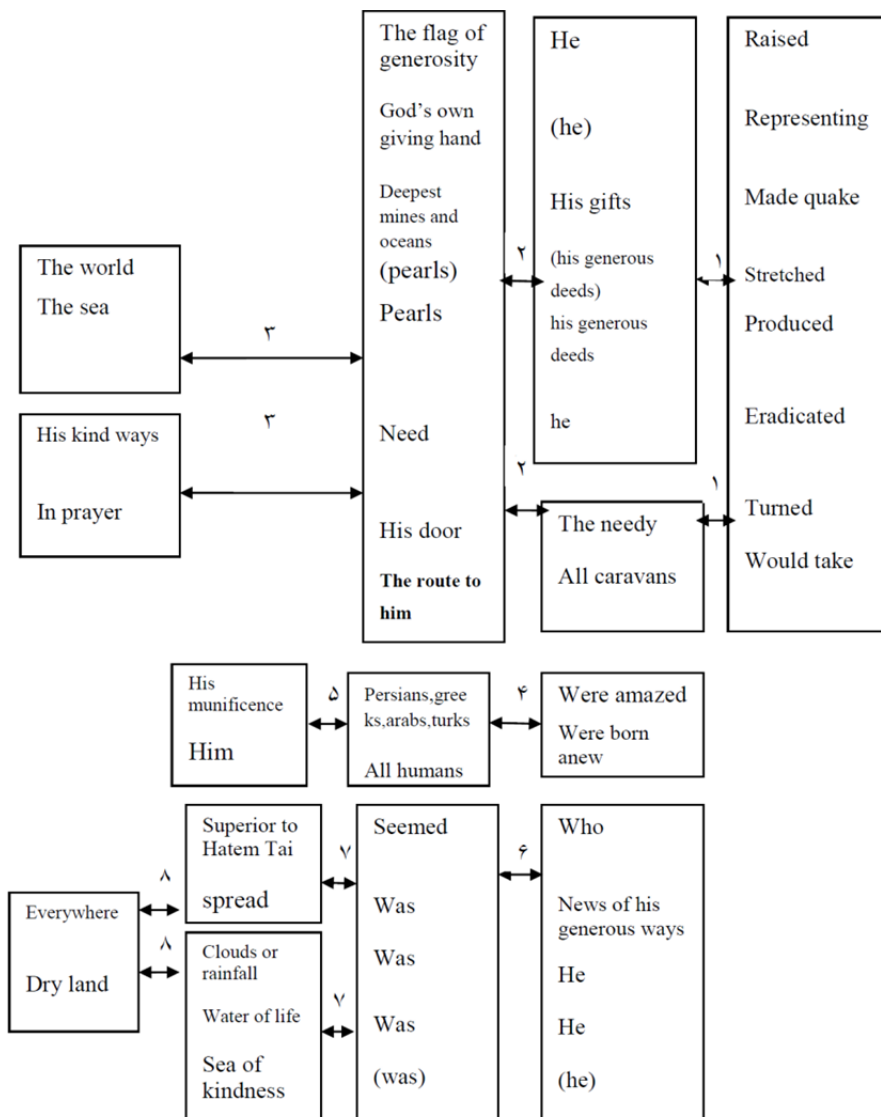 The flag of
generosity
God's own
giving hand
Deepest
mines and
oceans
(pearls)
Pearls
Need
His door
The route to
him
He
(he)
His gifts
(his generous
deeds)
his generous
deeds
he
Raised
Representing
Made quake
Stretched
Produced
Eradicated
Turned
Would take
The world
The sea
۳
۲
۱
His kind ways
In prayer
۳
۲
۱
The needy
All caravans
His
munificence
Him
۵
Persians,gree
ks,arabs,turks
All humans
۴
Were amazed
Were born
anew
Superior to
Hatem Tai
spread
۷
Seemed
Was
Was
Was
(was)
۶
Who
News of his
generous ways
He
He
(he)
Everywhere
Dry land
۸
۸
Clouds or
rainfall
Water of life
Sea of
kindness
۷